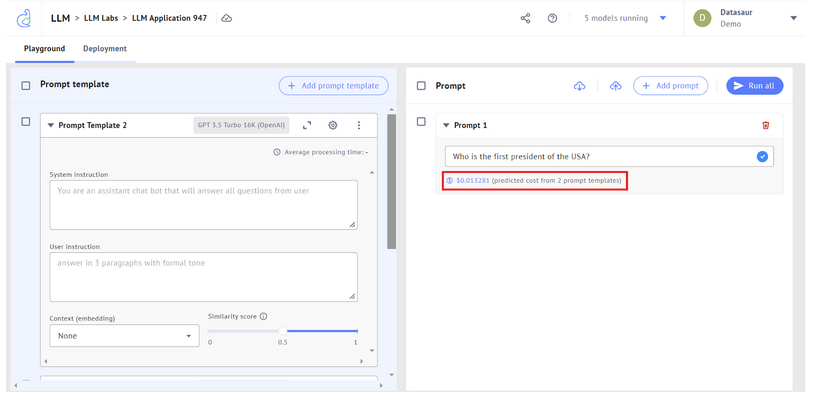 LLM > LLM Labs > LLM Application 947
5 models running
D
Datasaur
Demo
Playground
Deployment
Prompt template
+ Add prompt template
Prompt Template 2
GPT 3.5 Turbo 16K (OpenAI)
Average processing time: -
System instruction
You are an assistant chat bot that will answer all questions from user
User instruction
answer in 3 paragraphs with formal tone
Context (embedding)
None
Similarity score
0
0.5
1
Prompt
+ Add prompt
Run all
Prompt 1
Who is the first president of the USA?
$0.013281 (predicted cost from 2 prompt templates)